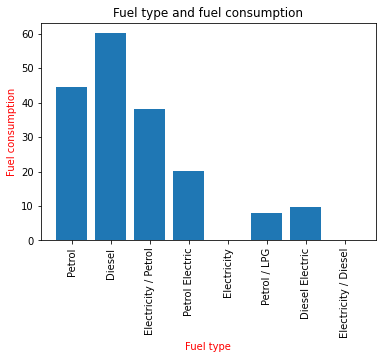 Fuel type and fuel consumption
Fuel consumption
60
50
40
30
20
10
0
Petrol
Diesel
Electricity / Petrol
Petrol Electric
Electricity
Petrol / LPG
Diesel Electric
Electricity / Diesel
Fuel type